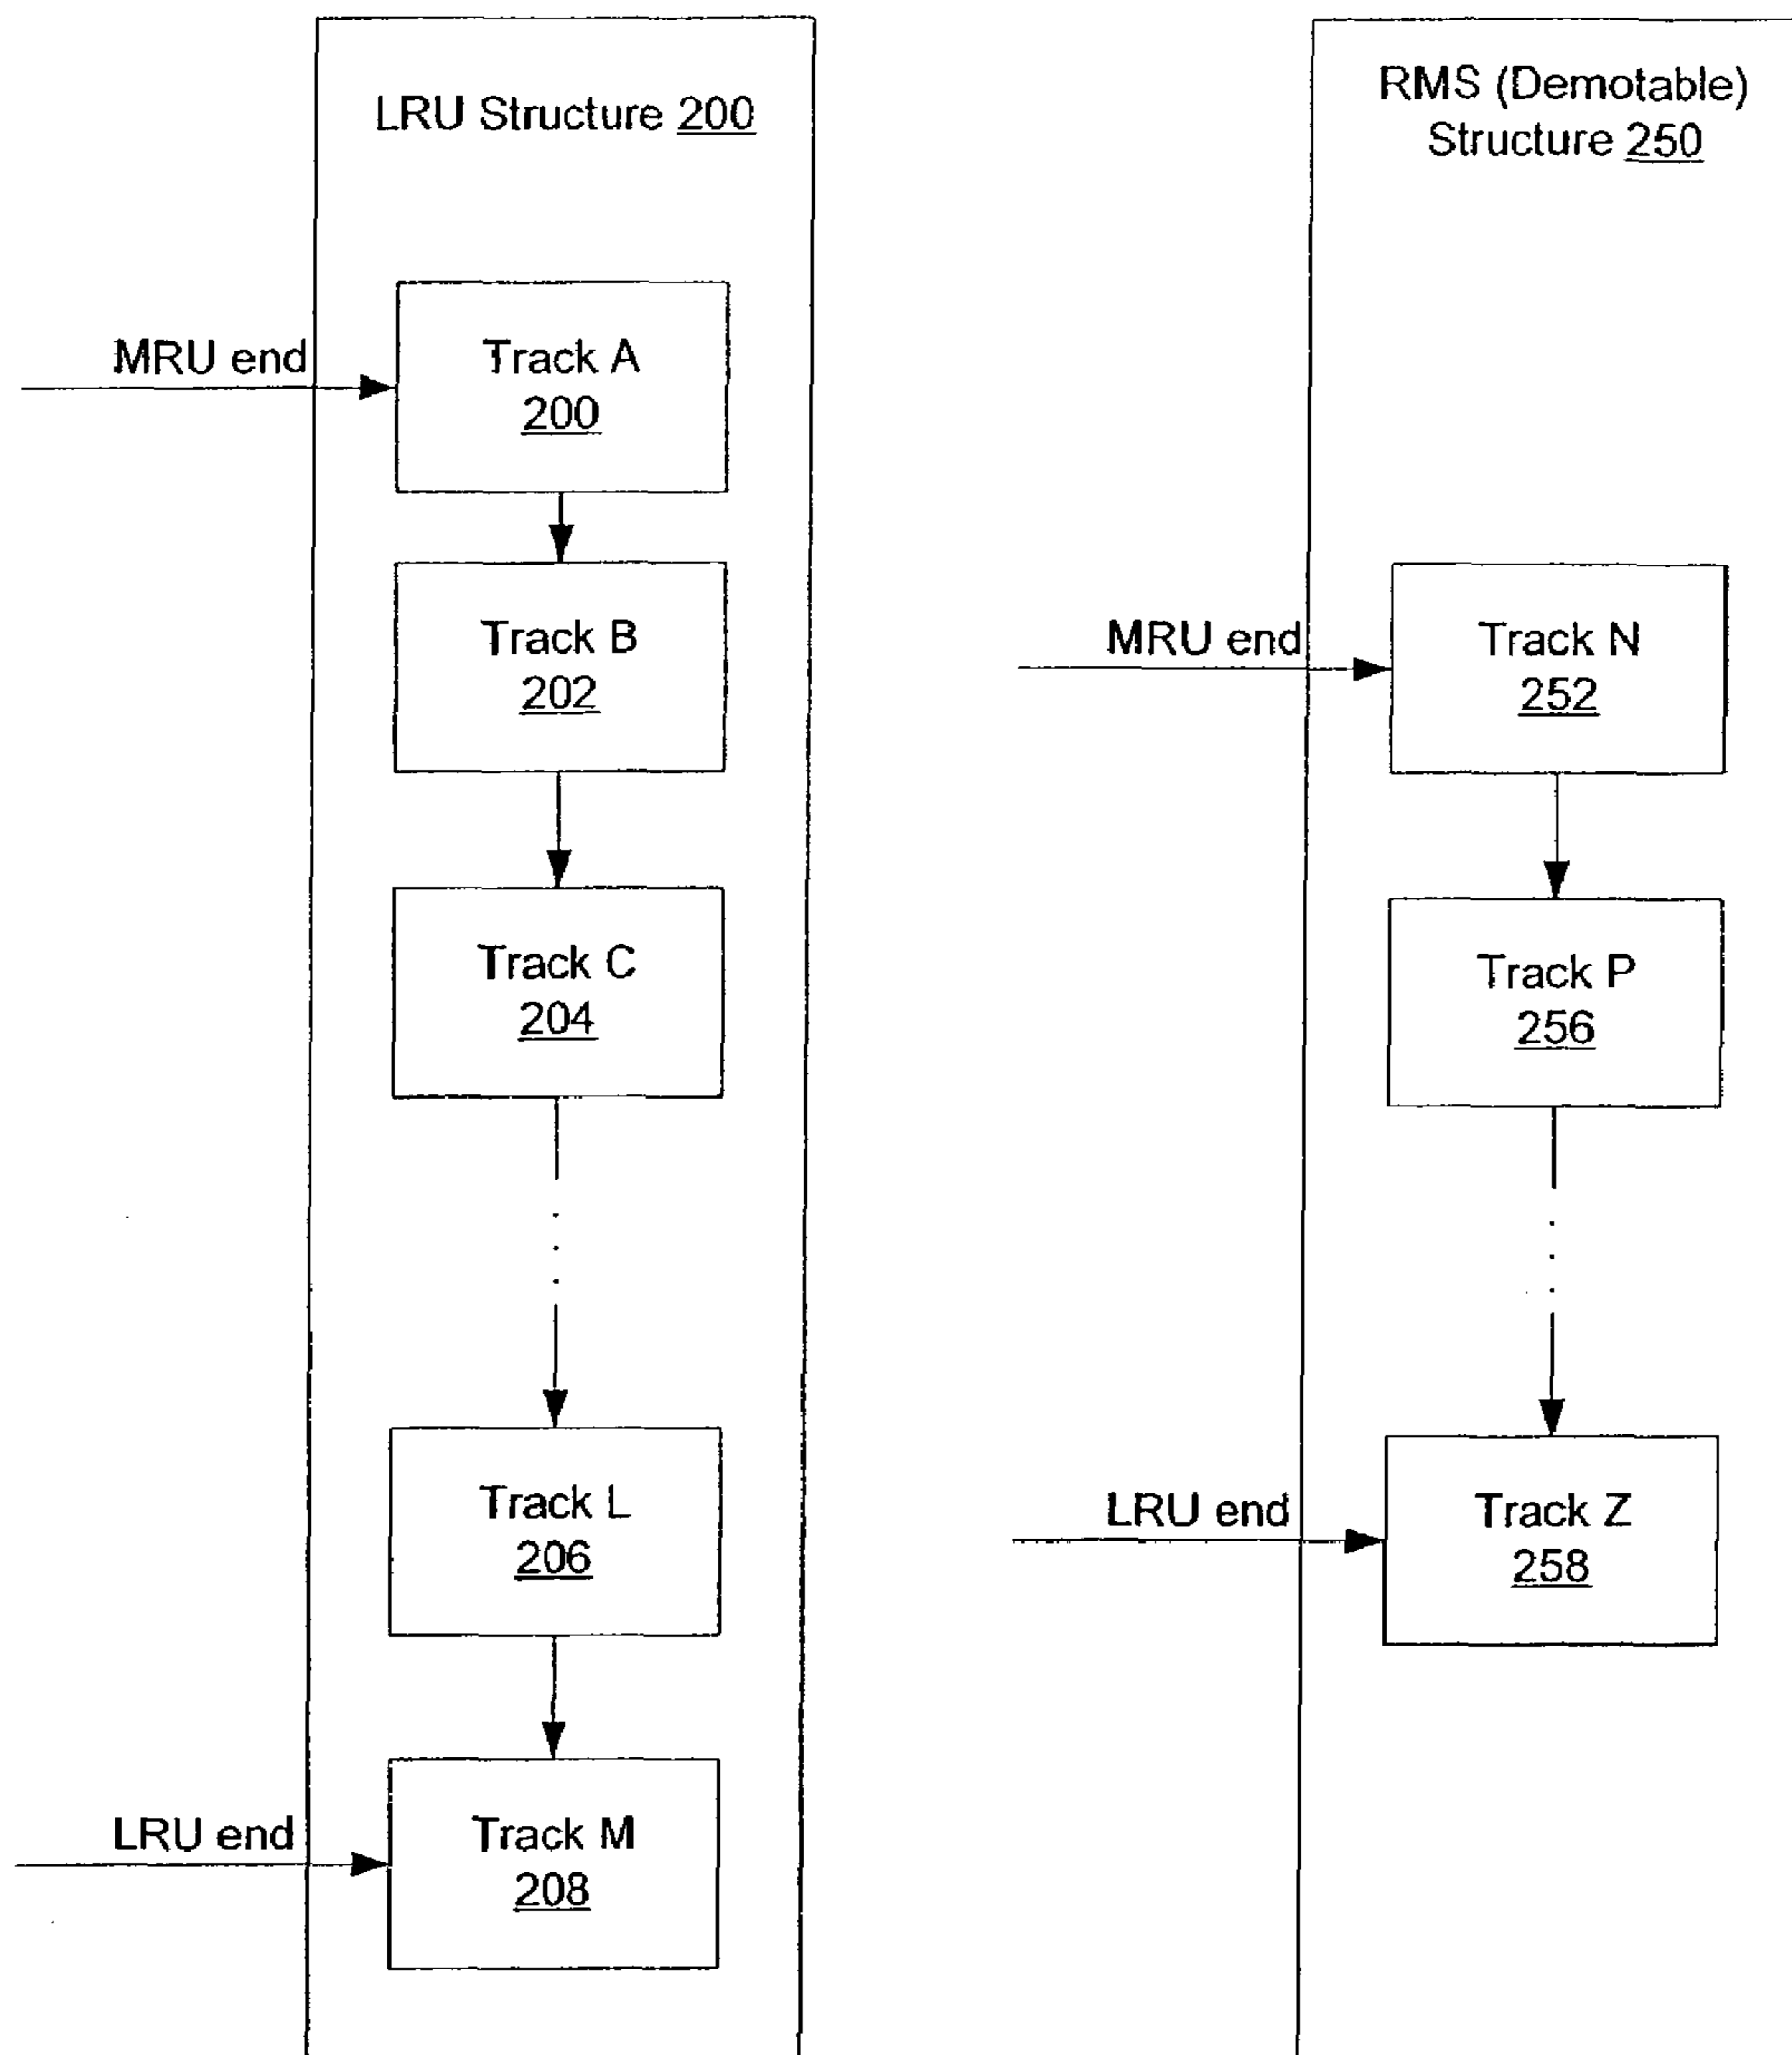 LRU Structure 200
MRU end
Track A
200
Track B
202
Track C
204
Track L
206
LRU end
Track M
208
RMS (Demotable)
Structure 250
MRU end
Track N
252
Track P
256
LRU end
Track Z
258